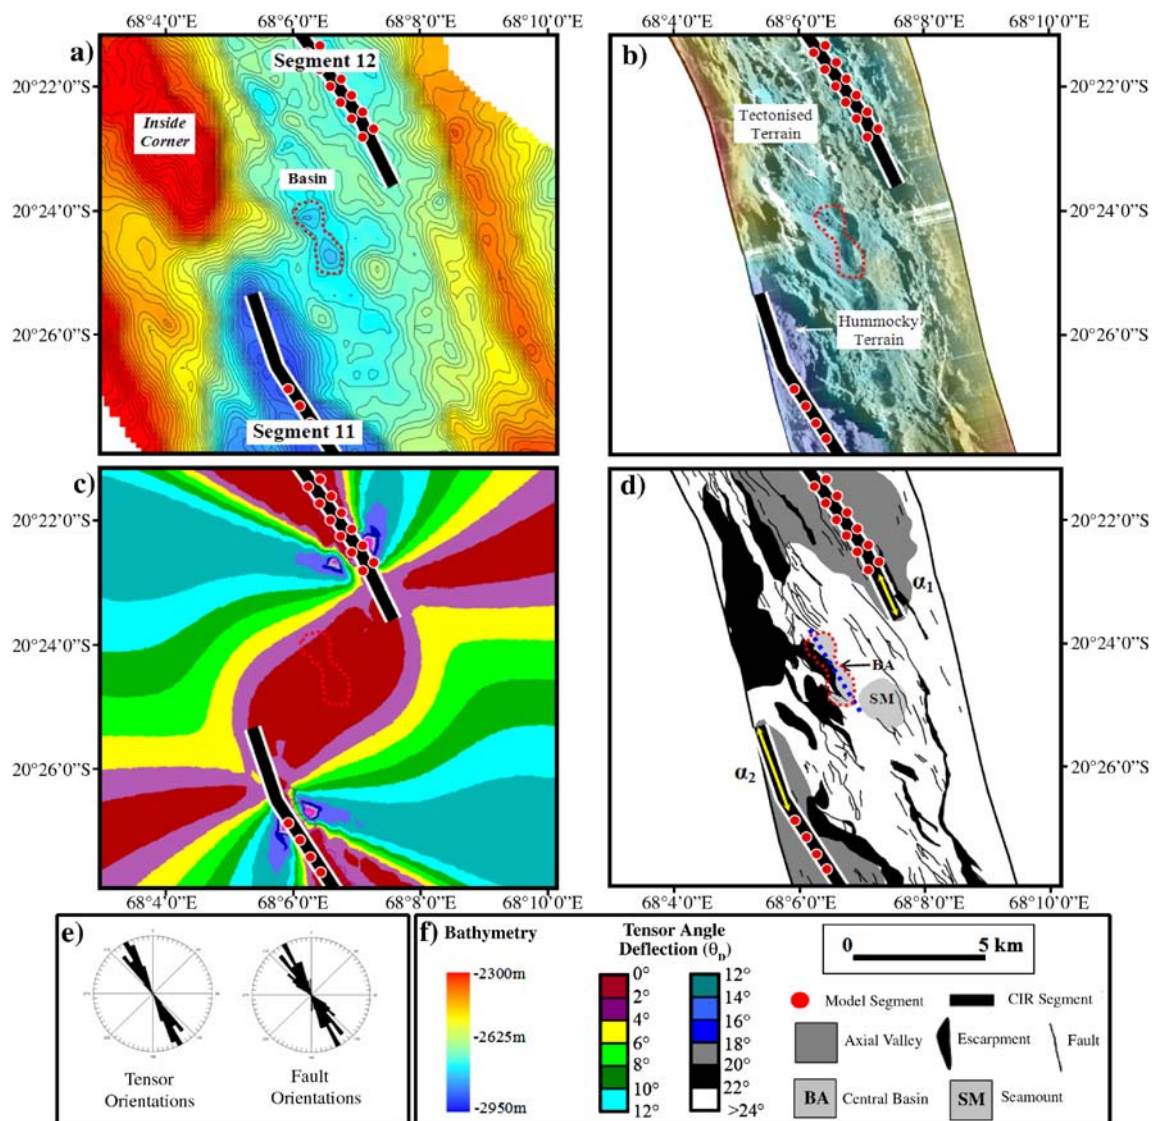 68°4'0"E 68°6'0"E 68°8'0"E 68°10'0"E 68°4'0"E 68°6'0"E 68°8'0"E 68°10'0"E
a)
Segment 12
Inside
Corner
Basin
Segment 11
20°22'0''S
20°24'0''S
20°26'0''S
b)
Tectonised
Terrain
Hummocky
Terrain
20°22'0''S
20°24'0''S
20°26'0''S
c)
20°22'0''S
20°24'0''S
20°26'0''S
d)
α1
BA
SM
α2
20°22'0''S
20°24'0''S
20°26'0''S
68°4'0"E 68°6'0"E 68°8'0"E 68°10'0"E 68°4'0"E 68°6'0"E 68°8'0"E 68°10'0"E
e)
Tensor
Orientations
Fault
Orientations
f) Bathymetry
-2300m
-2625m
-2950m
Tensor Angle
Deflection (θD)
0°
2°
4°
6°
8°
10°
12°
12°
14°
16°
18°
20°
22°
>24°
0 5 km
Model Segment CIR Segment
Axial Valley Escarpment Fault
BA Central Basin SM Seamount